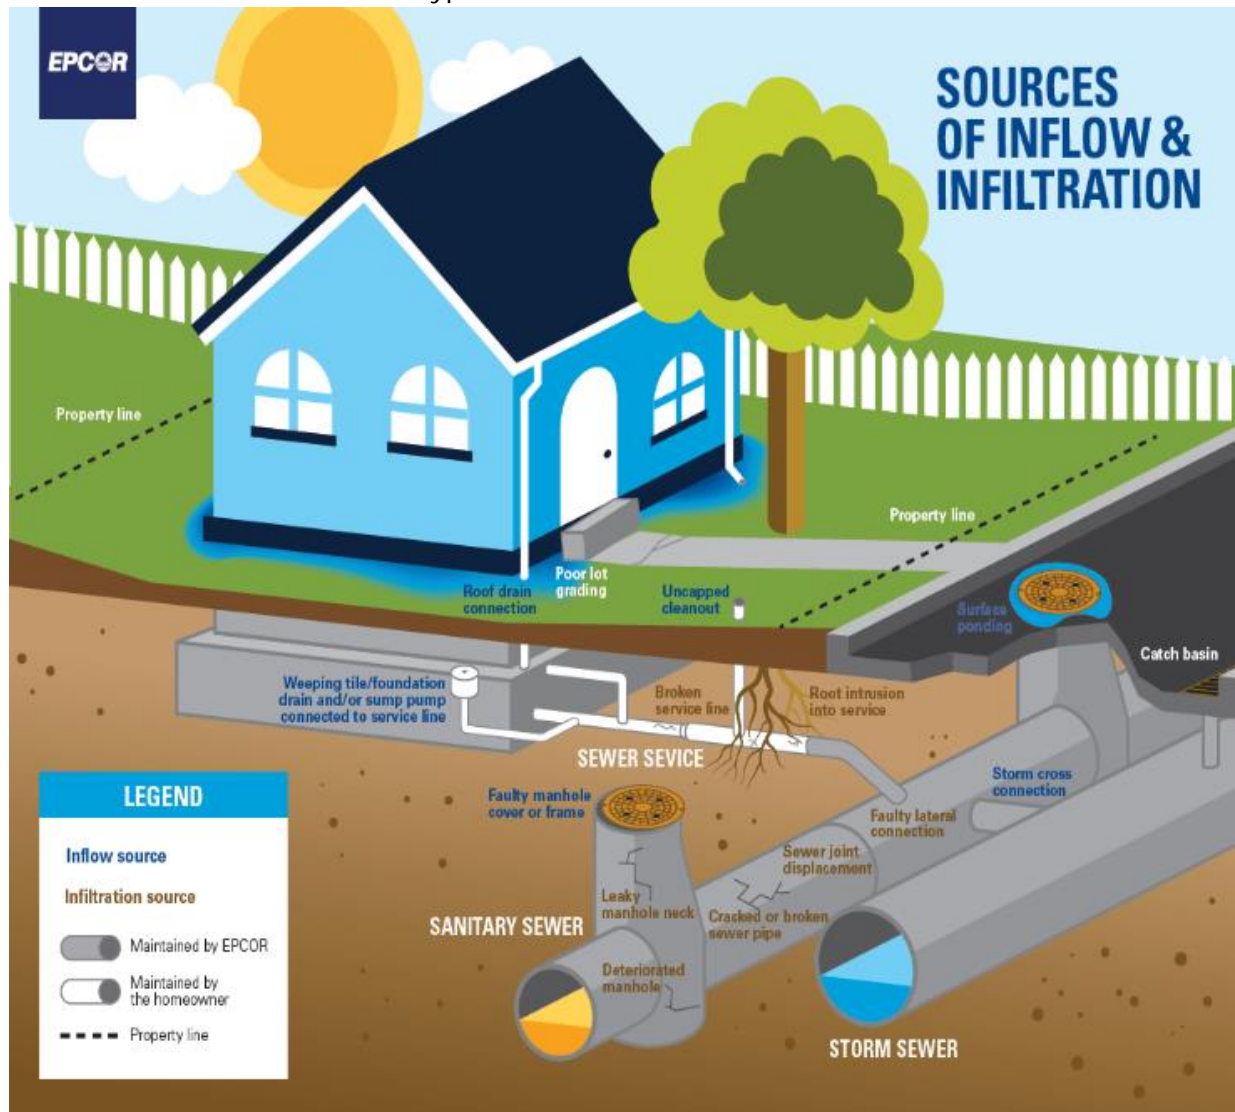 EPCOR
SOURCES
OF INFLOW &
INFILTRATION
Property line
Property line
Roof drain
connection
Poor lot
grading
Uncapped
cleanout
Surface
ponding
Catch basin
Weeping tile/foundation
drain and/or sump pump
connected to service line
Broken
service line
Root intrusion
into service
SEWER SEVICE
Storm cross
connection
Faulty manhole
cover or frame
Faulty lateral
connection
Sewer joint
displacement
Leaky
manhole neck
Cracked or broken
sewer pipe
SANITARY SEWER
Deteriorated
manhole
STORM SEWER
LEGEND
Inflow source
Infiltration source
Maintained by EPCOR
Maintained by
the homeowner
Property line